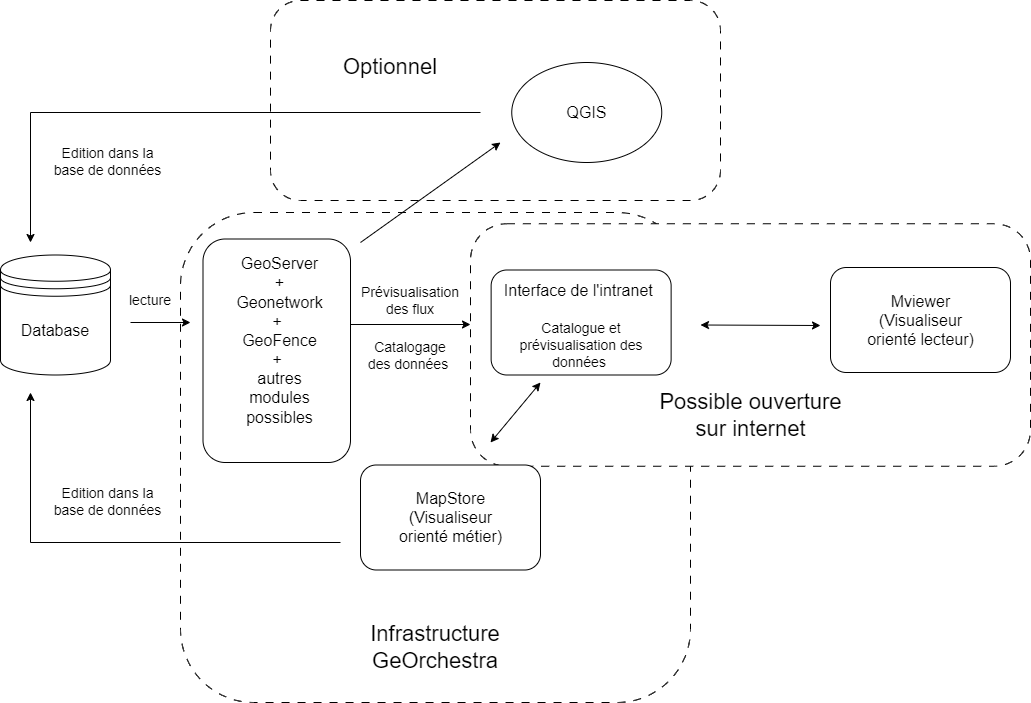 Optionnel
QGIS
Edition dans la
base de données
GeoServer
+
Geonetwork
+
GeoFence
+
autres
modules
possibles
Database
lecture
Prévisualisation
des flux
Catalogage
des données
Interface de l'intranet
Catalogue et
prévisualisation des
données
Mviewer
(Visualiseur
orienté lecteur)
Possible ouverture
sur internet
Edition dans la
base de données
MapStore
(Visualiseur
orienté métier)
Infrastructure
GeOrchestra